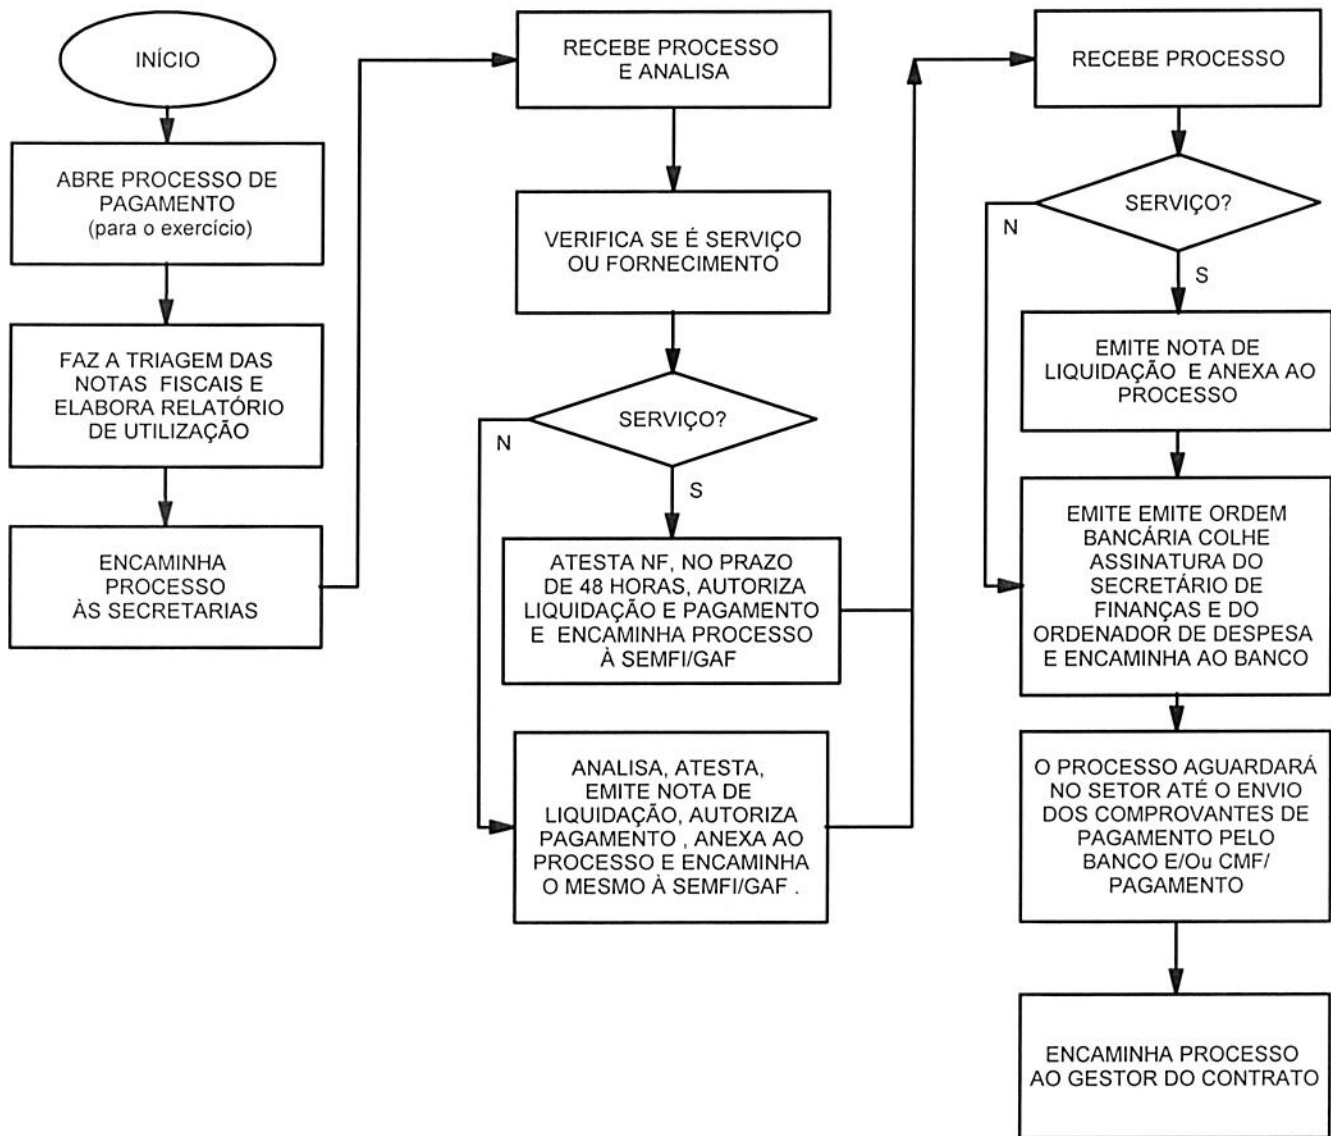 INÍCIO
ABRE PROCESSO DE
PAGAMENTO
(para o exercício)
FAZ A TRIAGEM DAS
NOTAS FISCAIS E
ELABORA RELATÓRIO
DE UTILIZAÇÃO
ENCAMINHA
PROCESSO
ÀS SECRETARIAS
RECEBE PROCESSO
E ANALISA
VERIFICA SE É SERVIÇO
OU FORNECIMENTO
SERVIÇO?
N
S
ATESTA NF, NO PRAZO
DE 48 HORAS, AUTORIZA
LIQUIDAÇÃO E PAGAMENTO
E ENCAMINHA PROCESSO
À SEMFI/GAF
ANALISA, ATESTA,
EMITE NOTA DE
LIQUIDAÇÃO, AUTORIZA
PAGAMENTO , ANEXA AO
PROCESSO E ENCAMINHA
O MESMO À SEMFI/GAF .
RECEBE PROCESSO
SERVIÇO?
N
S
EMITE NOTA DE
LIQUIDAÇÃO E ANEXA AO
PROCESSO
EMITE EMITE ORDEM
BANCÁRIA COLHE
ASSINATURA DO
SECRETÁRIO DE
FINANÇAS E DO
ORDENADOR DE DESPESA
E ENCAMINHA AO BANCO
O PROCESSO AGUARDARÁ
NO SETOR ATÉ O ENVIO
DOS COMPROVANTES DE
PAGAMENTO PELO
BANCO E/Ou CMF/
PAGAMENTO
ENCAMINHA PROCESSO
AO GESTOR DO CONTRATO